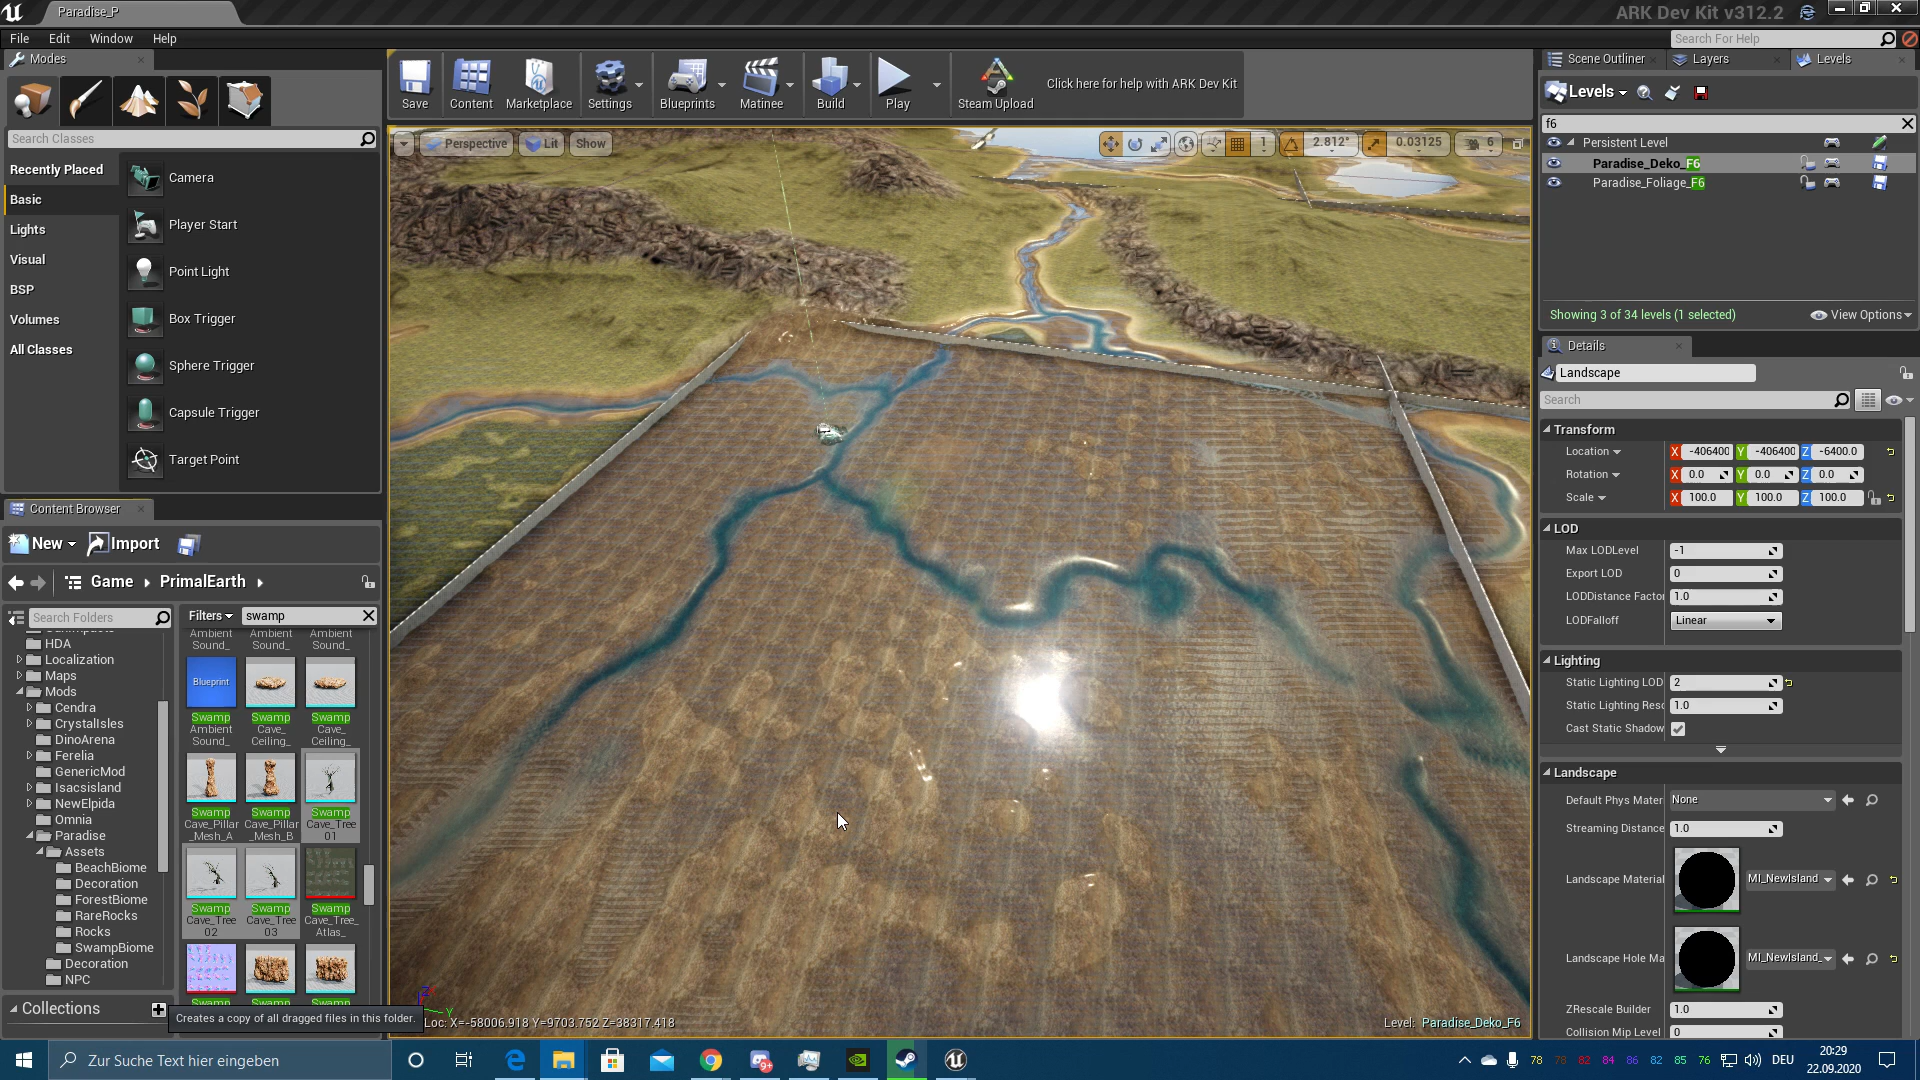 Paradise_P
ARK Dev Kit v312.2
File Edit Window Help
Search For Help
Modes
Search Classes
Recently Placed
Basic
Lights
Visual
BSP
Volumes
All Classes
Camera
Player Start
Point Light
Box Trigger
Sphere Trigger
Capsule Trigger
Target Point
Save
Content
Marketplace
Settings
Blueprints
Matinee
Build
Play
Steam Upload
Click here for help with ARK Dev Kit
Perspective
Lit
Show
1
2.812°
0.03125
6
Scene Outliner
Layers
Levels
Levels
f6
Persistent Level
Paradise_Deko_F6
Paradise_Foliage_F6
Showing 3 of 34 levels (1 selected)
View Options
Details
Landscape
Search
Transform
Location X -406400 Y -406400 Z -6400.0
Rotation X 0.0 Y 0.0 Z 0.0
Scale X 100.0 Y 100.0 Z 100.0
LOD
Max LODLevel -1
Export LOD 0
LODDistance Factor 1.0
LODFalloff Linear
Lighting
Static Lighting LOD 2
Static Lighting Reso 1.0
Cast Static Shadow
Landscape
Default Phys Mater None
Streaming Distance 1.0
Landscape Material MI_NewIsland
Landscape Hole Ma MI_NewIsland_
ZRescale Builder 1.0
Collision Mip Level 0
Content Browser
New
Import
Game PrimalEarth
Search Folders
HDA
Localization
Maps
Mods
Cendra
CrystalIsles
DinoArena
Ferelia
GenericMod
Isacsisland
NewElpida
Omnia
Paradise
Assets
BeachBiome
Decoration
ForestBiome
RareRocks
Rocks
SwampBiome
Decoration
NPC
Collections
Filters
swamp
Ambient Sound_
Ambient Sound_
Ambient Sound_
Blueprint
Swamp Ambient Sound_
Swamp Cave_ Ceiling_
Swamp Cave_ Ceiling_
Swamp Cave_Pillar _Mesh_A
Swamp Cave_Pillar _Mesh_B
Swamp Cave_Tree 01
Swamp Cave_Tree 02
Swamp Cave_Tree 03
Swamp Cave_Tree_ Atlas_
Swamp
Swamp
Swamp
Creates a copy of all dragged files in this folder.
Z
Y
Loc: X=-58006.918 Y=9703.752 Z=38317.418
Level: Paradise_Deko_F6
Zur Suche Text hier eingeben
9+
78 78 82 84 86 82 85 76
DEU
20:29
22.09.2020